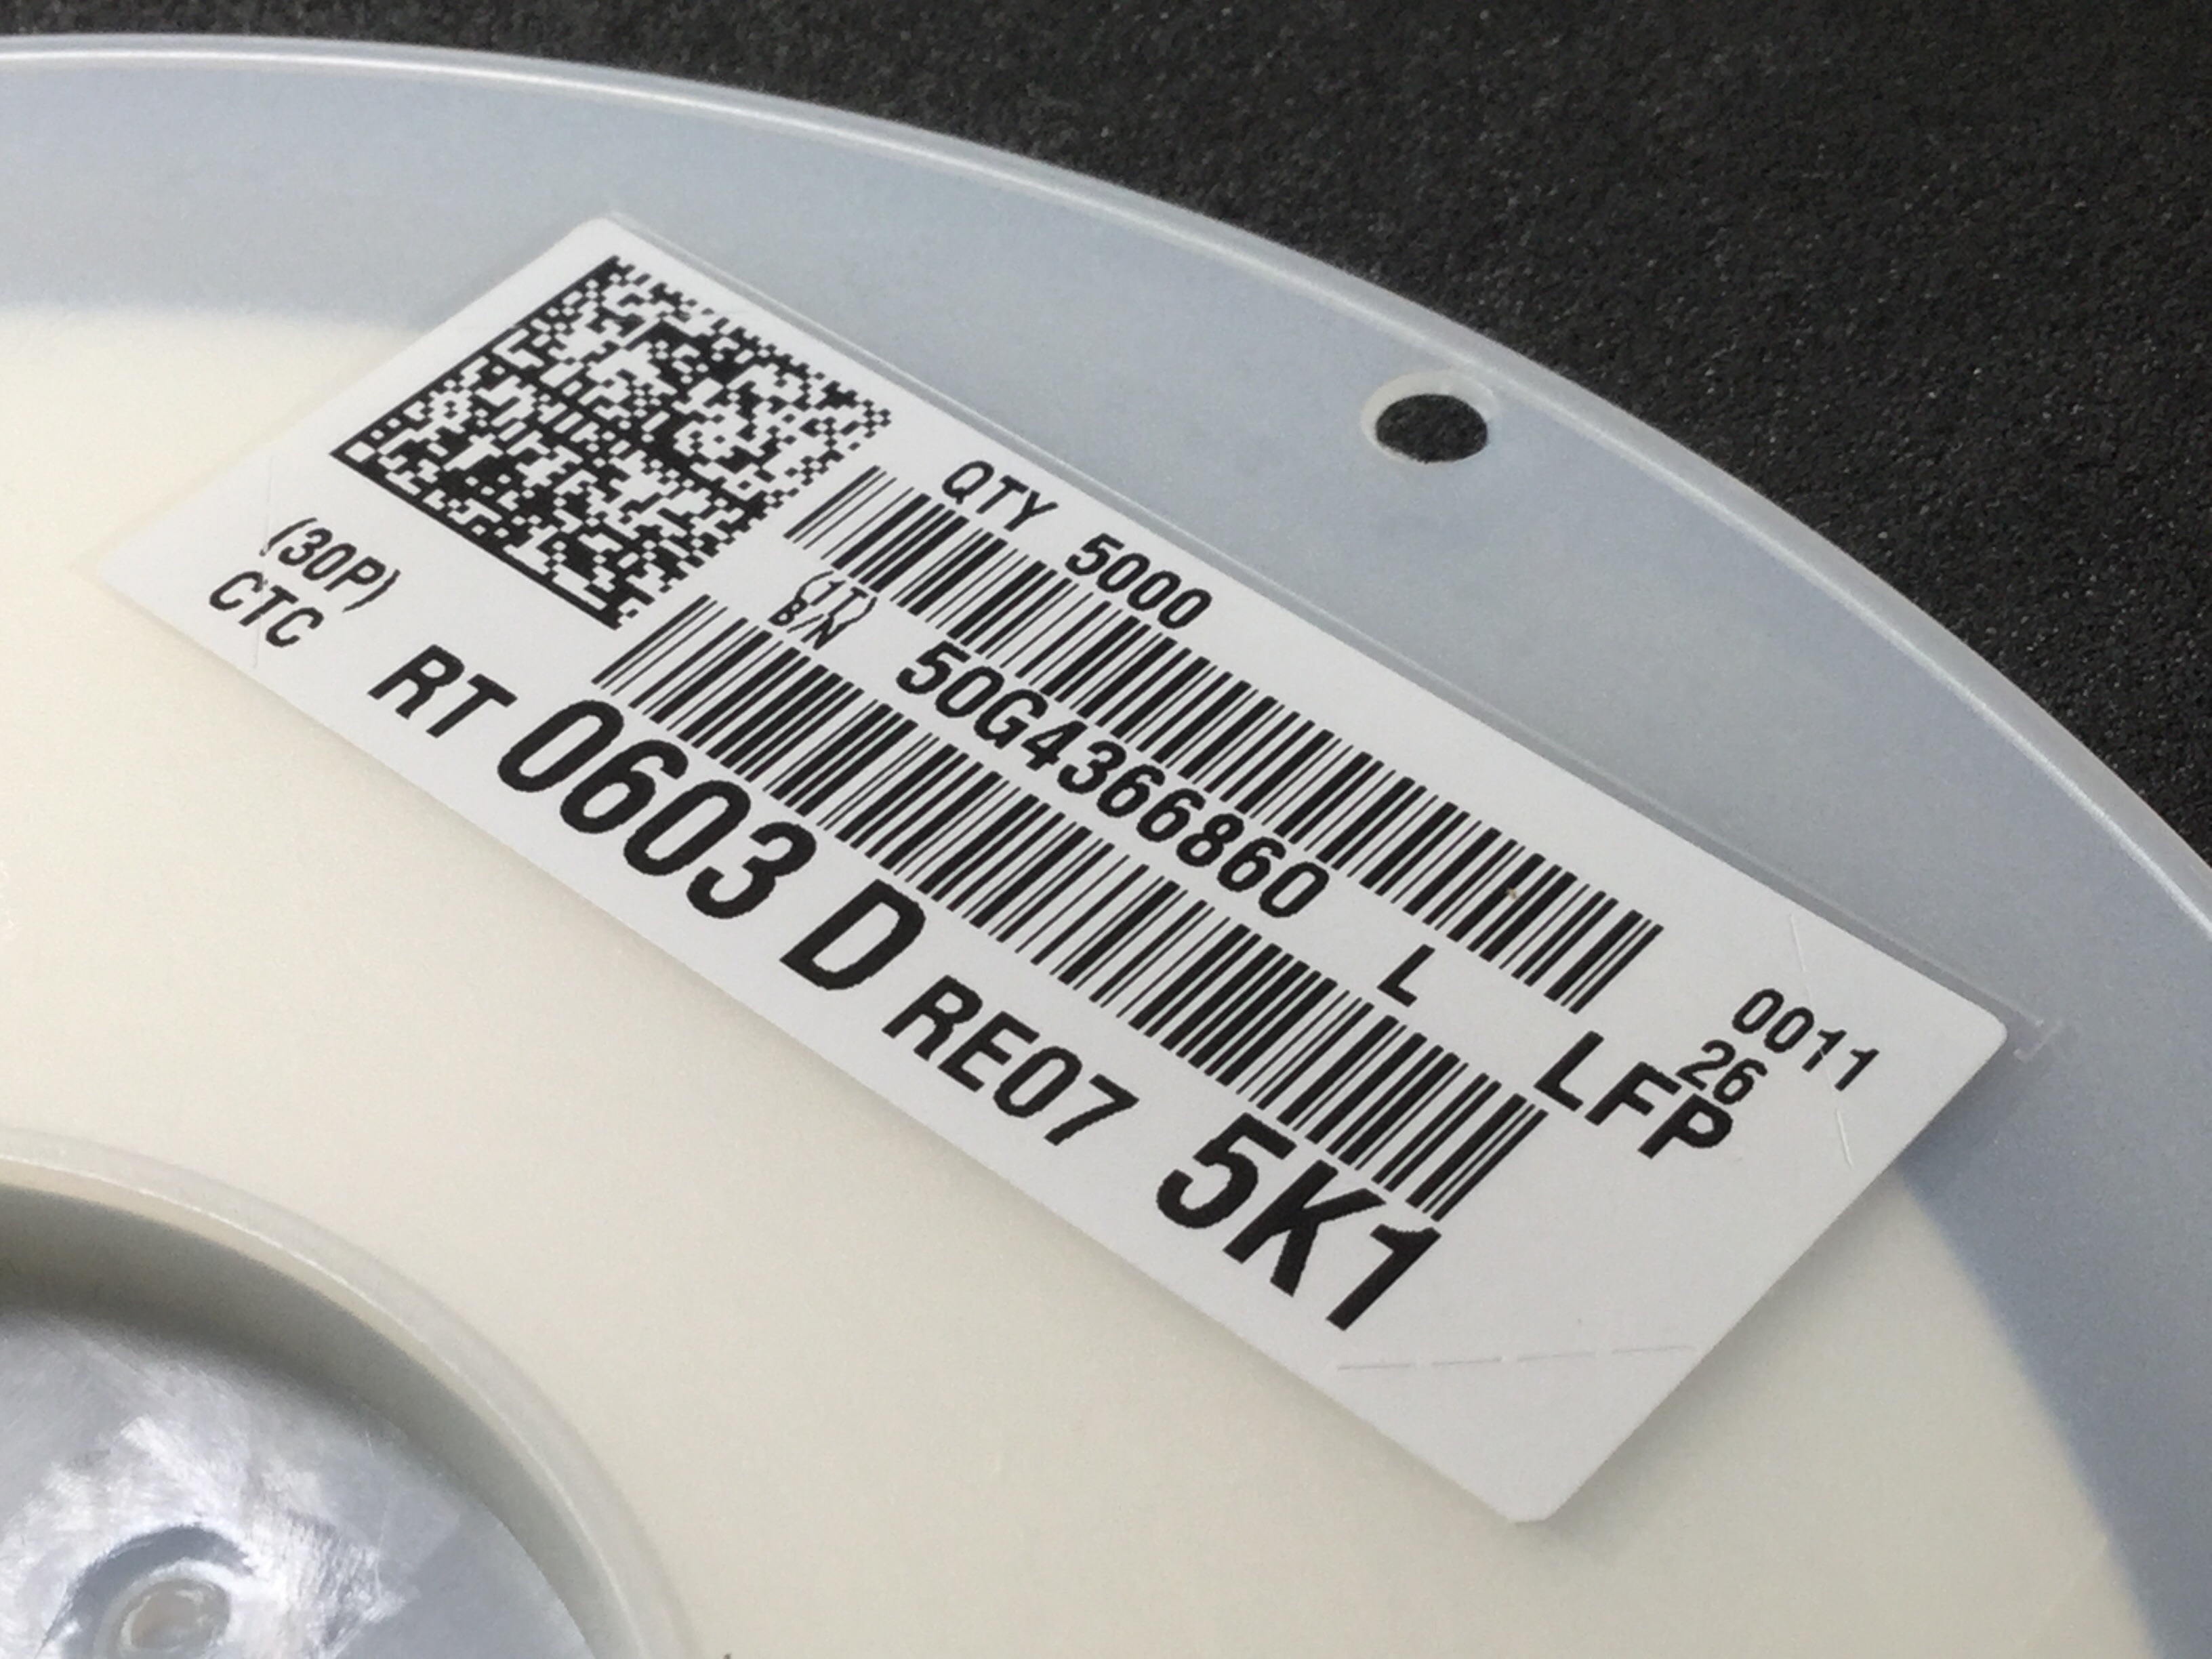 QTY 5000
(1T)
B/N 50G4366860 L
0011
26
LFP
(30P)
CTC RT 0603 D RE07 5K1